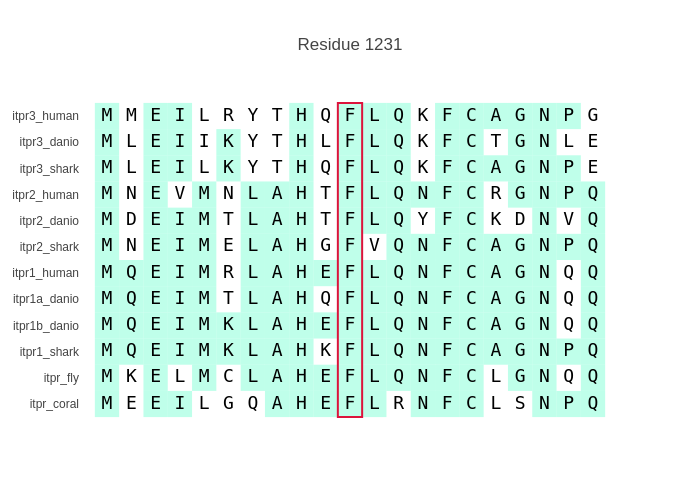 Residue 1231
itpr3_human M M E I L R Y T H Q F L Q K F C A G N P G
itpr3_danio M L E I I K Y T H L F L Q K F C T G N L E
itpr3_shark M L E I L K Y T H Q F L Q K F C A G N P E
itpr2_human M N E V M N L A H T F L Q N F C R G N P Q
itpr2_danio M D E I M T L A H T F L Q Y F C K D N V Q
itpr2_shark M N E I M E L A H G F V Q N F C A G N P Q
itpr1_human M Q E I M R L A H E F L Q N F C A G N Q Q
itpr1a_danio M Q E I M T L A H Q F L Q N F C A G N Q Q
itpr1b_danio M Q E I M K L A H E F L Q N F C A G N Q Q
itpr1_shark M Q E I M K L A H K F L Q N F C A G N P Q
itpr_fly M K E L M C L A H E F L Q N F C L G N Q Q
itpr_coral M E E I L G Q A H E F L R N F C L S N P Q